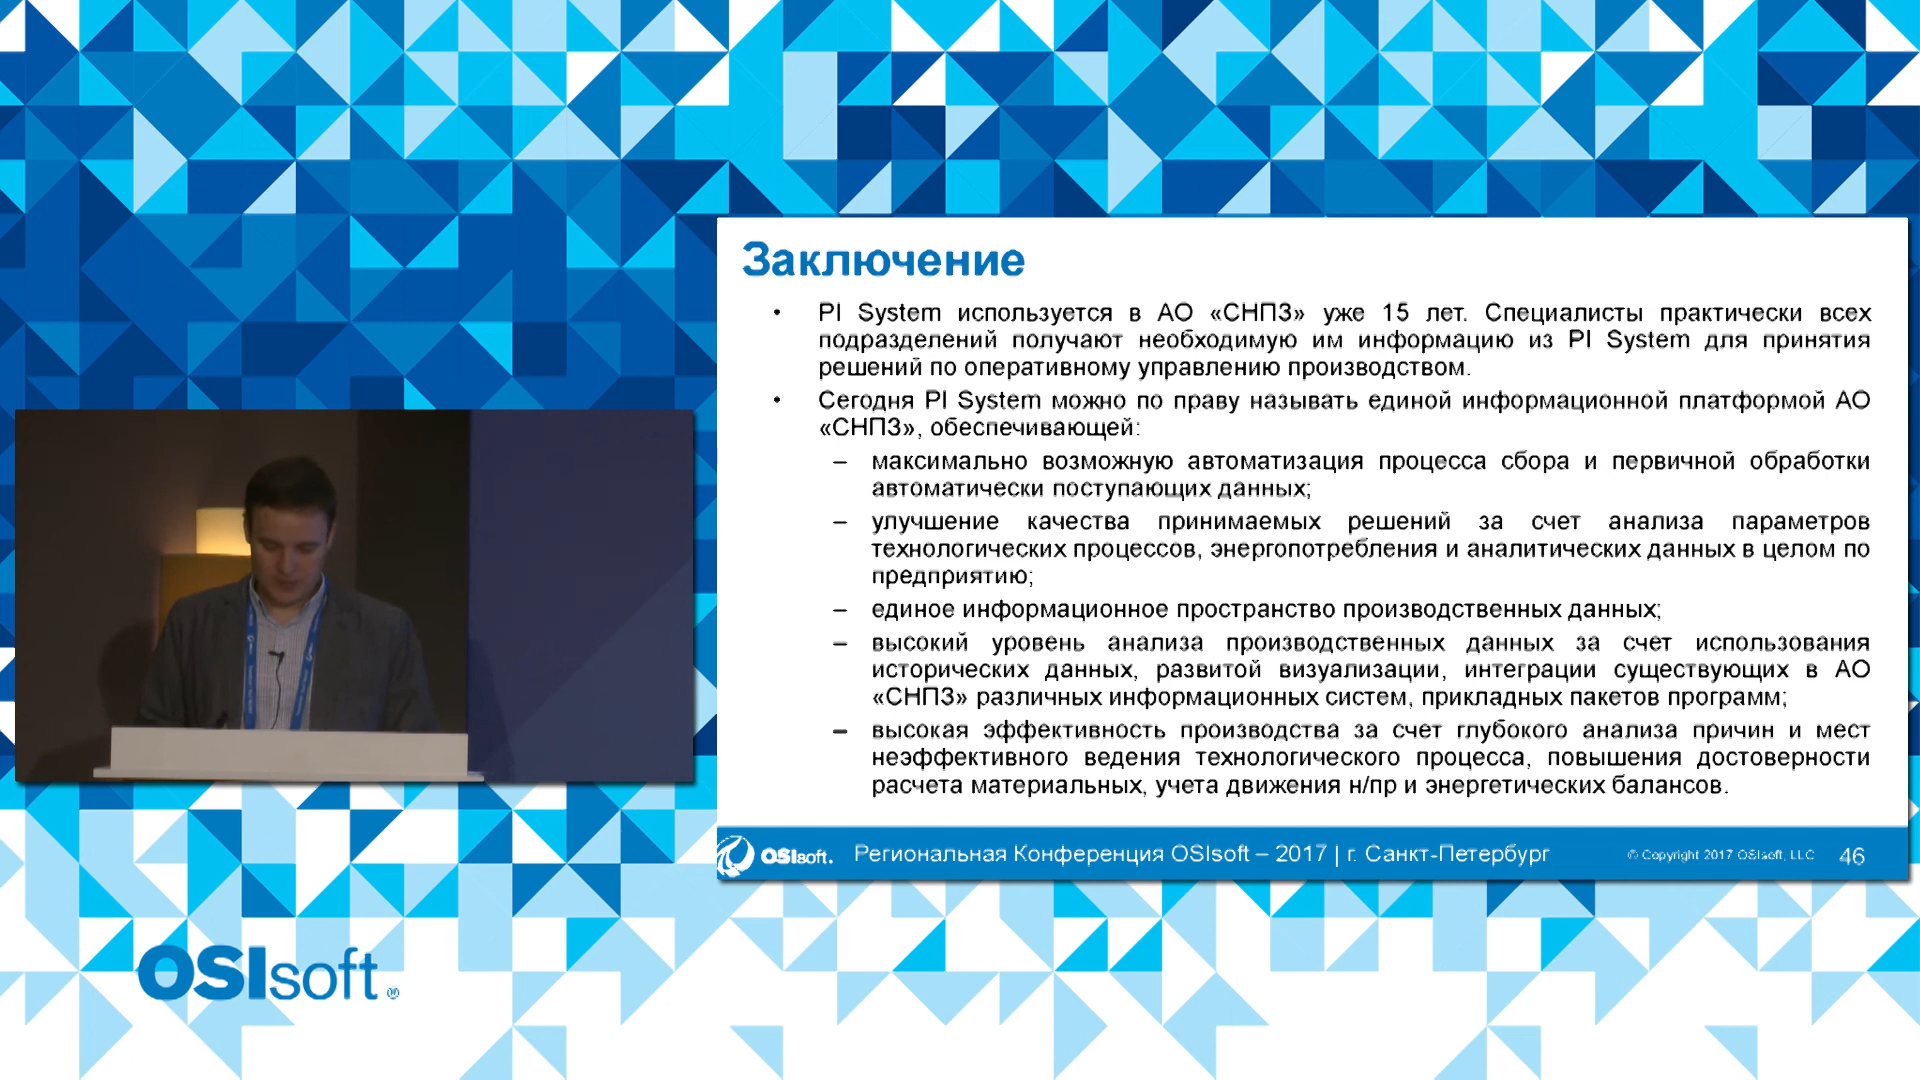 Заключение
• PI System используется в АО «СНПЗ» уже 15 лет. Специалисты практически всех
подразделений получают необходимую им информацию из PI System для принятия
решений по оперативному управлению производством.
• Сегодня PI System можно по праву называть единой информационной платформой АО
«СНПЗ», обеспечивающей:
– максимально возможную автоматизация процесса сбора и первичной обработки
автоматически поступающих данных;
– улучшение качества принимаемых решений за счет анализа параметров
технологических процессов, энергопотребления и аналитических данных в целом по
предприятию;
– единое информационное пространство производственных данных;
– высокий уровень анализа производственных данных за счет использования
исторических данных, развитой визуализации, интеграции существующих в АО
«СНПЗ» различных информационных систем, прикладных пакетов программ;
– высокая эффективность производства за счет глубокого анализа причин и мест
неэффективного ведения технологического процесса, повышения достоверности
расчета материальных, учета движения н/пр и энергетических балансов.
OSIsoft. Региональная Конференция OSIsoft – 2017 | г. Санкт-Петербург © Copyright 2017 OSIsoft, LLC 46
OSIsoft®